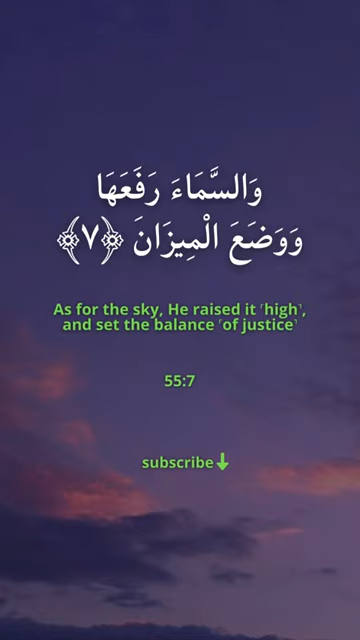 وَالسَّمَاءَ رَفَعَهَا
وَوَضَعَ الْمِيزَانَ ﴿٧﴾
As for the sky, He raised it ˹high˺,
and set the balance ˹of justice˺
55:7
subscribe⬇